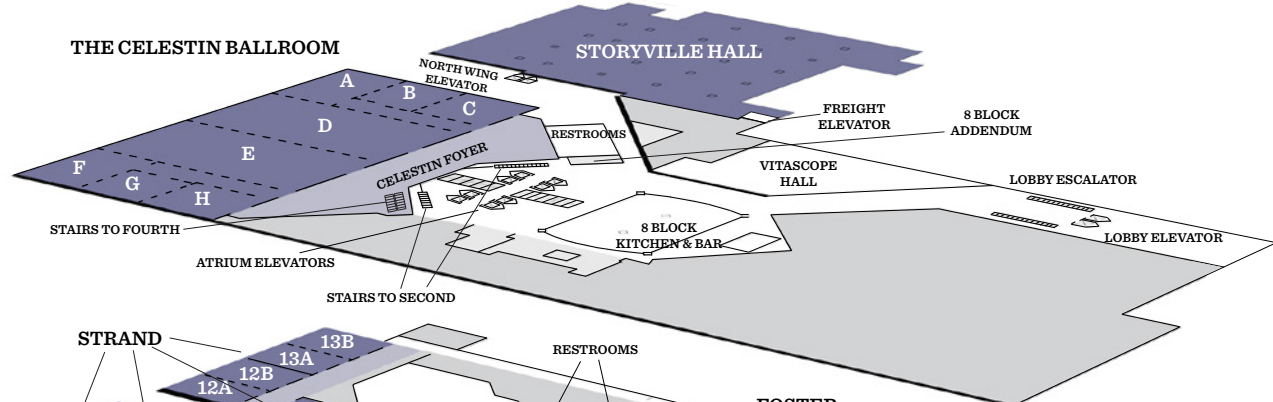 THE CELESTIN BALLROOM
STORYVILLE HALL
NORTH WING
ELEVATOR
A
B
C
D
E
F
G
H
RESTROOMS
FREIGHT
ELEVATOR
8 BLOCK
ADDENDUM
CELESTIN FOYER
VITASCOPE
HALL
LOBBY ESCALATOR
STAIRS TO FOURTH
8 BLOCK
KITCHEN & BAR
LOBBY ELEVATOR
ATRIUM ELEVATORS
STAIRS TO SECOND
STRAND
13B
13A
12B
12A
RESTROOMS
FOSTER